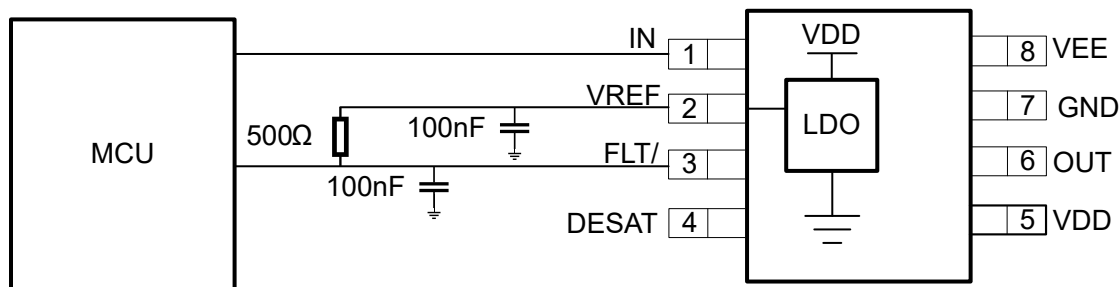 IN
VDD
1
8 VEE
VREF
2
7 GND
500Ω
100nF
LDO
MCU
FLT/
3
6 OUT
100nF
DESAT
4
5 VDD